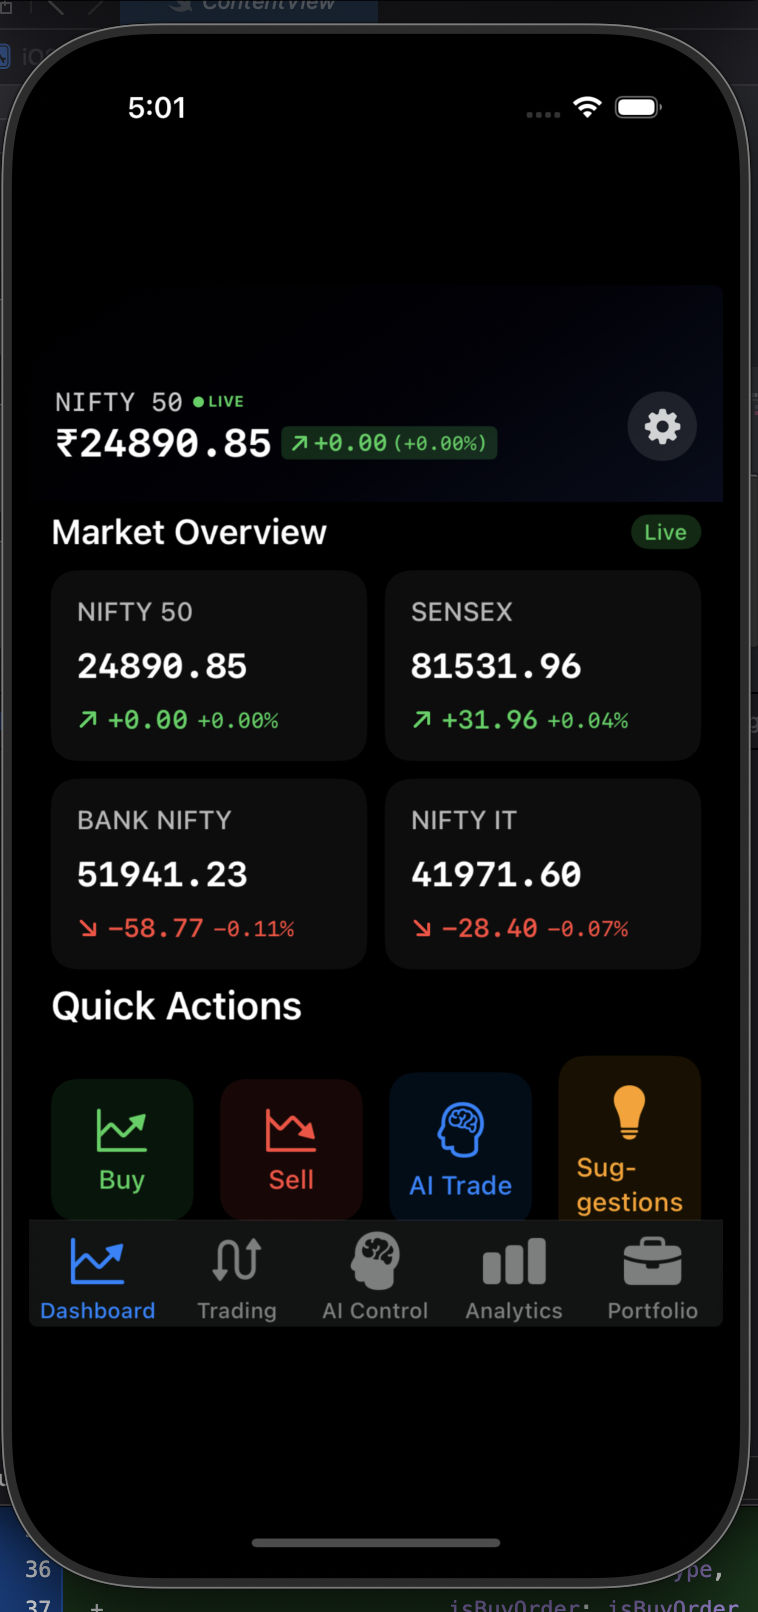 ContentView
iOS
5:01
NIFTY 50 LIVE
₹24890.85 +0.00 (+0.00%)
Market Overview
Live
NIFTY 50
24890.85
+0.00 +0.00%
SENSEX
81531.96
+31.96 +0.04%
BANK NIFTY
51941.23
-58.77 -0.11%
NIFTY IT
41971.60
-28.40 -0.07%
Quick Actions
Buy
Sell
AI Trade
Sug-
gestions
Dashboard
Trading
AI Control
Analytics
Portfolio
36
ype,
37 + isBuyOrder: isBuyOrder